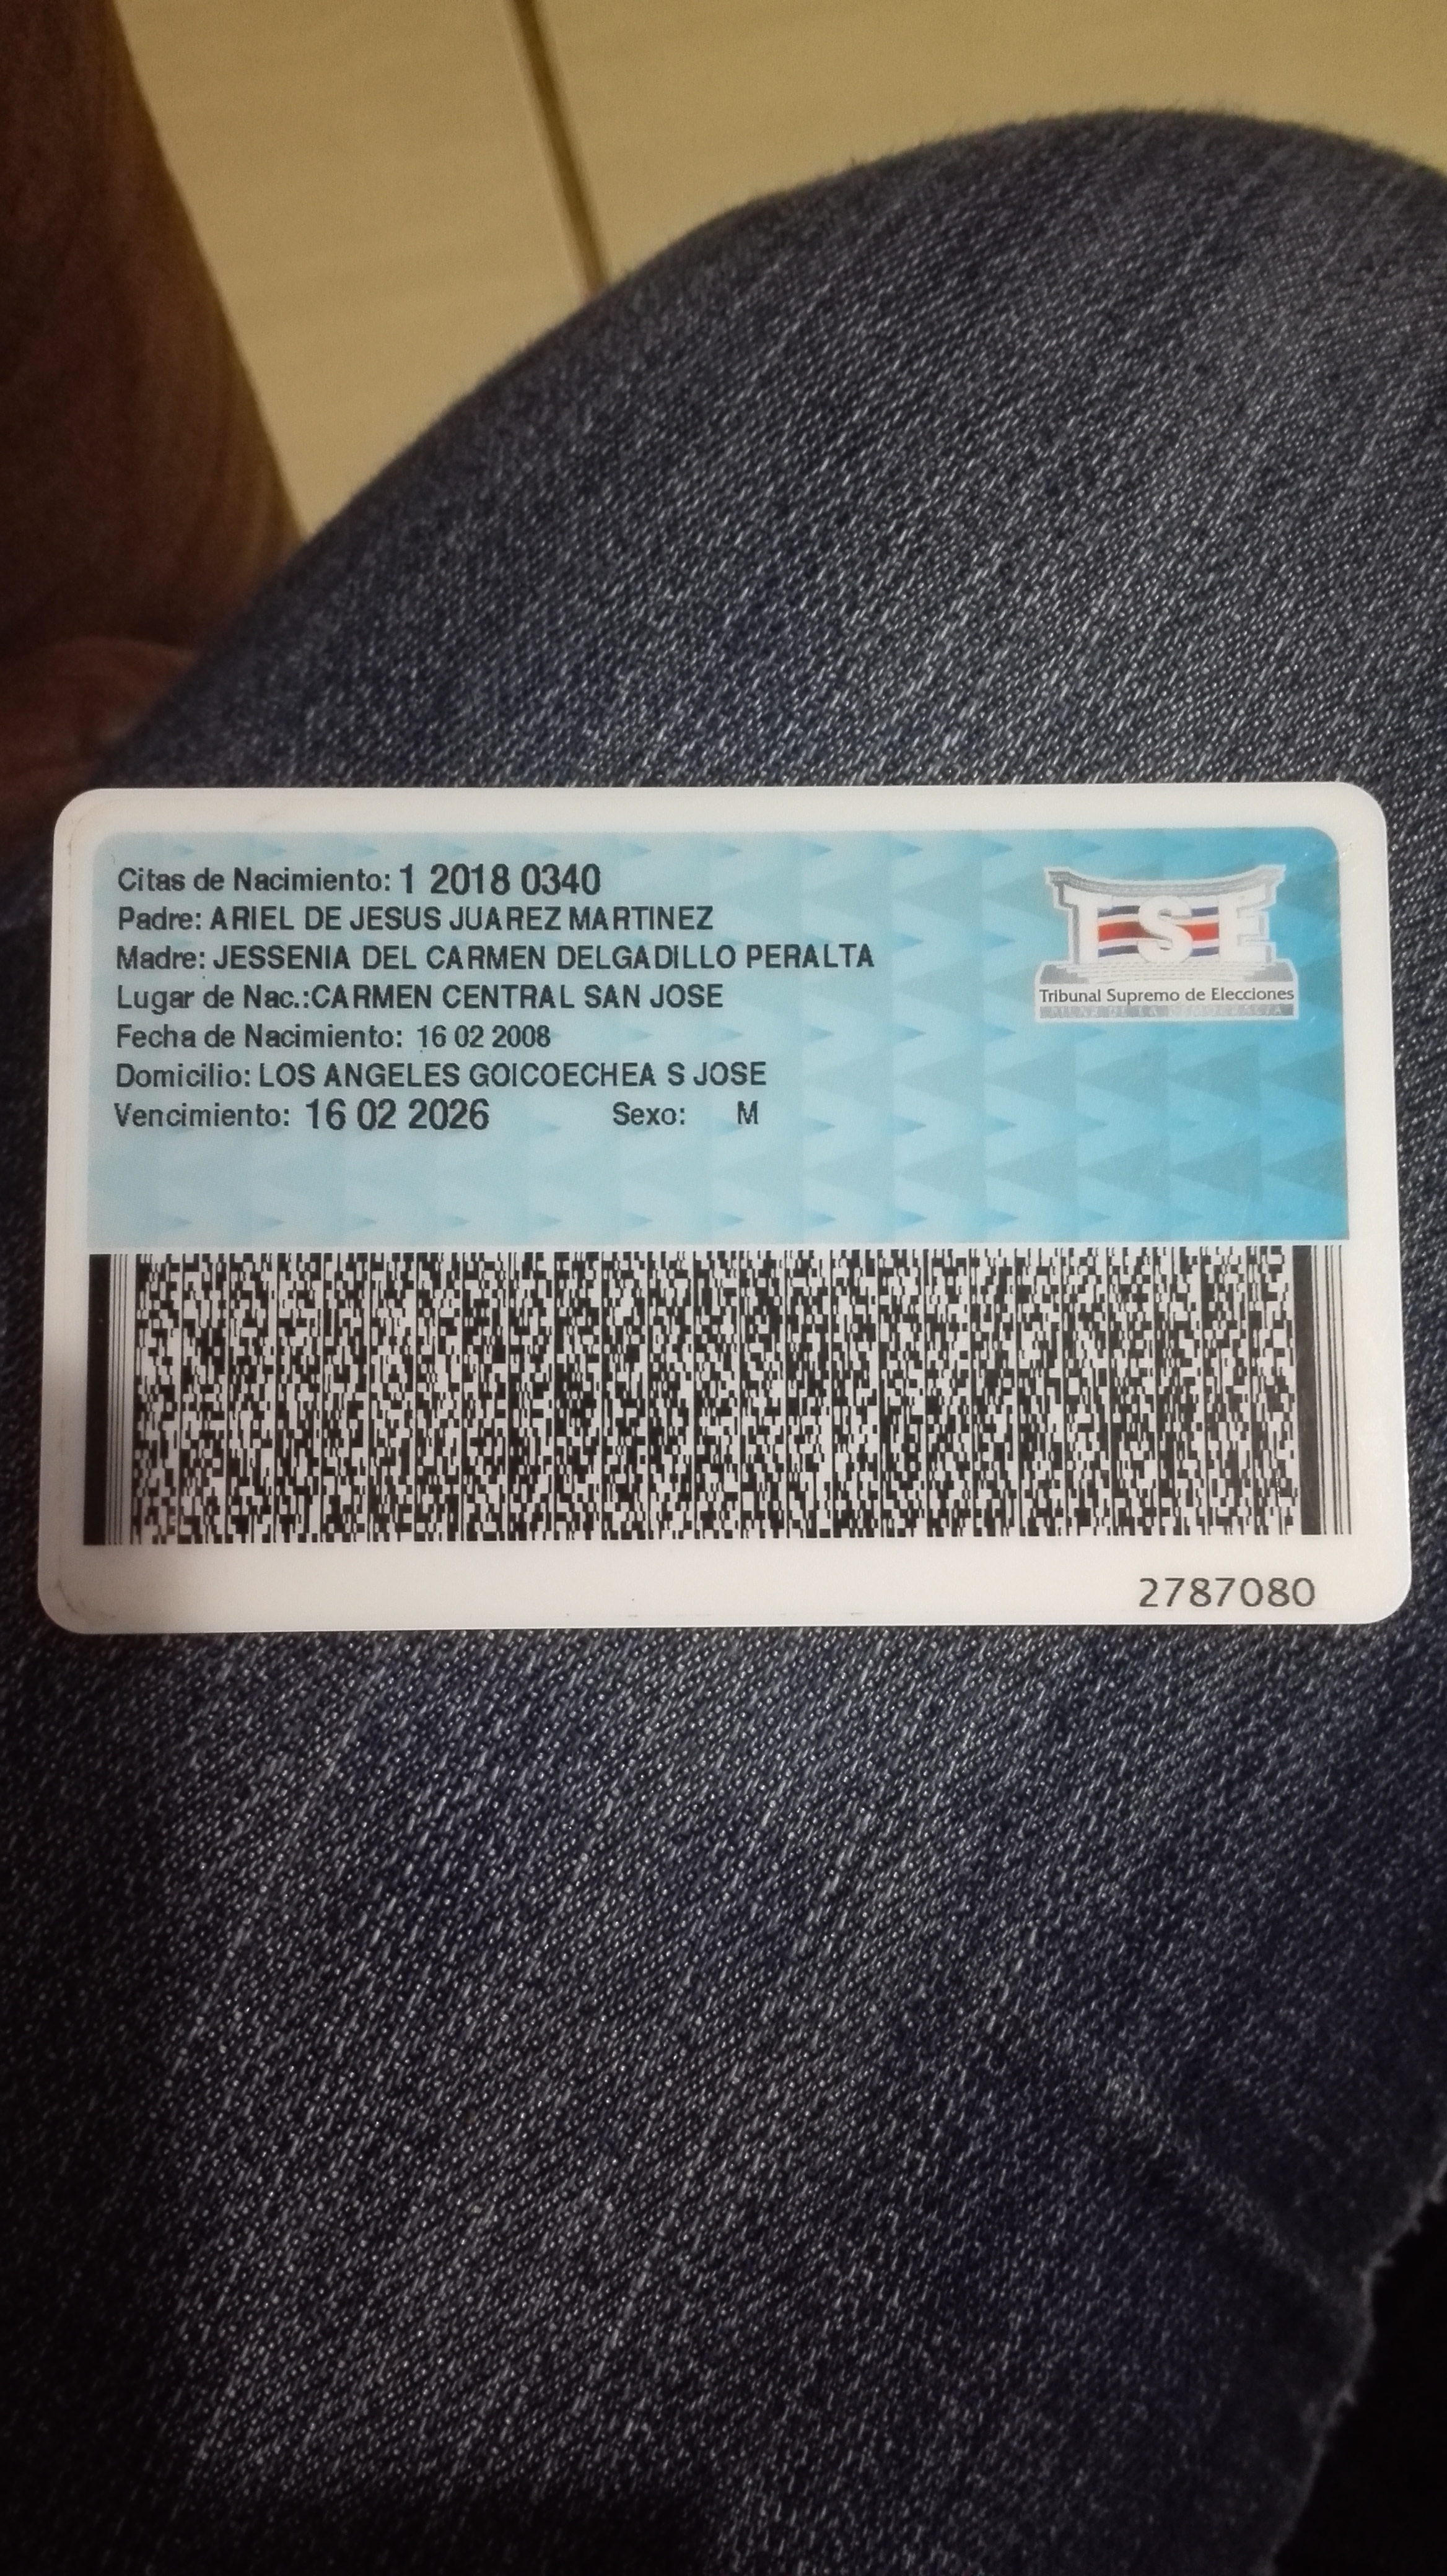 Citas de Nacimiento: 1 2018 0340
Padre: ARIEL DE JESUS JUAREZ MARTINEZ
Madre: JESSENIA DEL CARMEN DELGADILLO PERALTA
Lugar de Nac.:CARMEN CENTRAL SAN JOSE
Fecha de Nacimiento: 16 02 2008
Domicilio: LOS ANGELES GOICOECHEA S JOSE
Vencimiento: 16 02 2026 Sexo: M
TSE
Tribunal Supremo de Elecciones
2787080